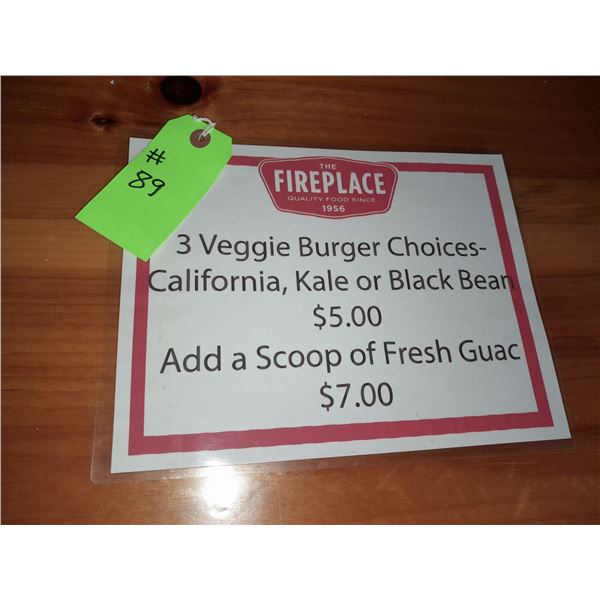 #
89
THE
FIREPLACE
QUALITY FOOD SINCE
1956
3 Veggie Burger Choices-
California, Kale or Black Bean
$5.00
Add a Scoop of Fresh Guac
$7.00